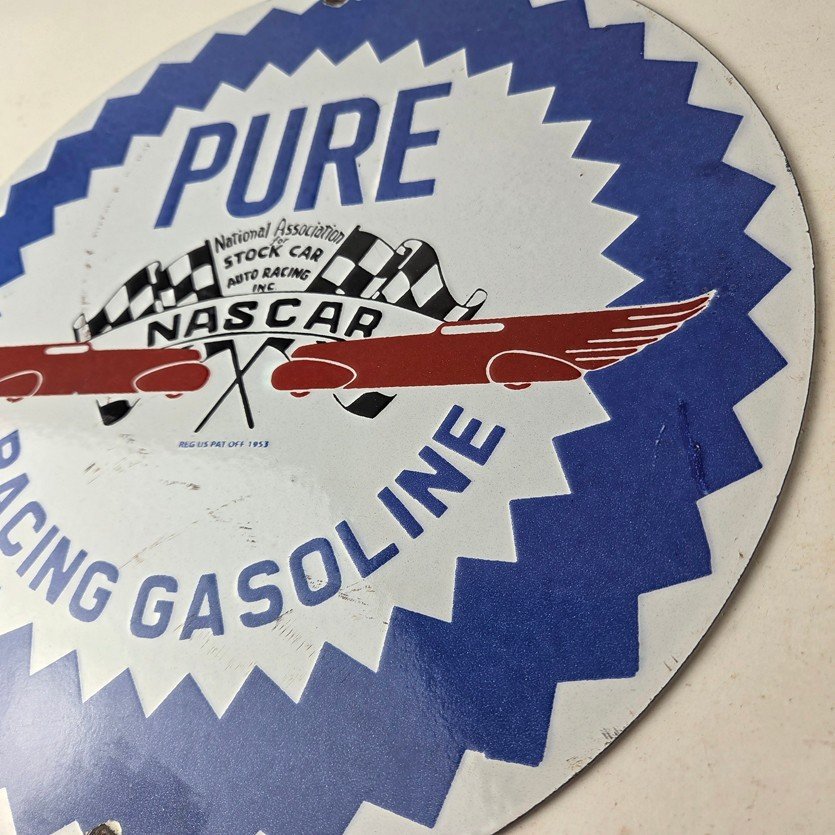 PURE
National Association
for
STOCK CAR
AUTO RACING
INC.
NASCAR
REG US PAT OFF 1953
RACING GASOLINE